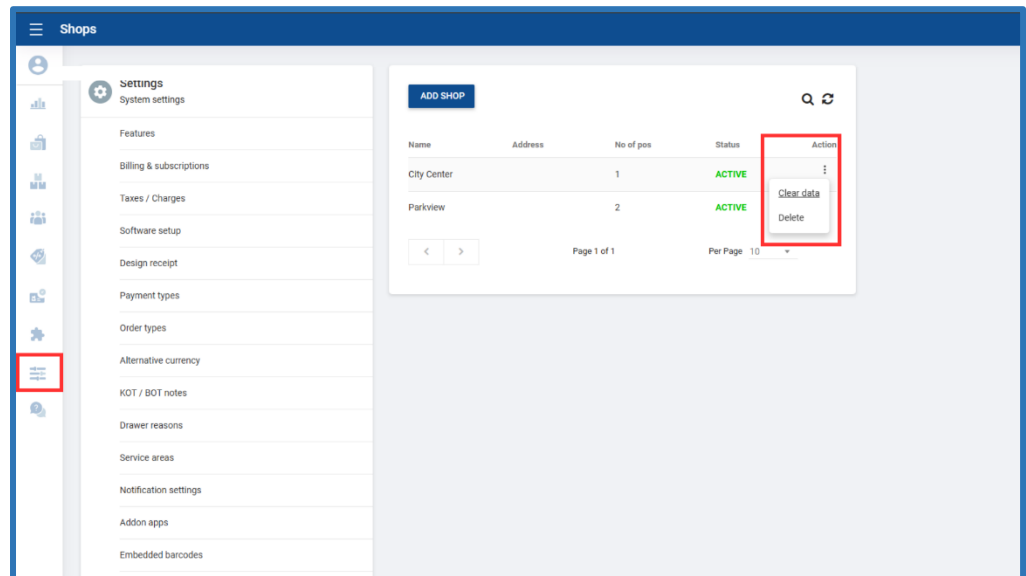 Shops
Settings
System settings
Features
Billing & subscriptions
Taxes / Charges
Software setup
Design receipt
Payment types
Order types
Alternative currency
KOT / BOT notes
Drawer reasons
Service areas
Notification settings
Addon apps
Embedded barcodes
ADD SHOP
Name Address No of pos Status Action
City Center 1 ACTIVE
Clear data
Parkview 2 ACTIVE
Delete
Page 1 of 1 Per Page 10